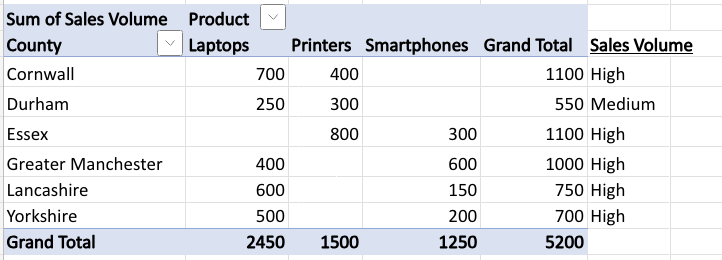 Sum of Sales Volume Product
County Laptops Printers Smartphones Grand Total Sales Volume
Cornwall 700 400 1100 High
Durham 250 300 550 Medium
Essex 800 300 1100 High
Greater Manchester 400 600 1000 High
Lancashire 600 150 750 High
Yorkshire 500 200 700 High
Grand Total 2450 1500 1250 5200